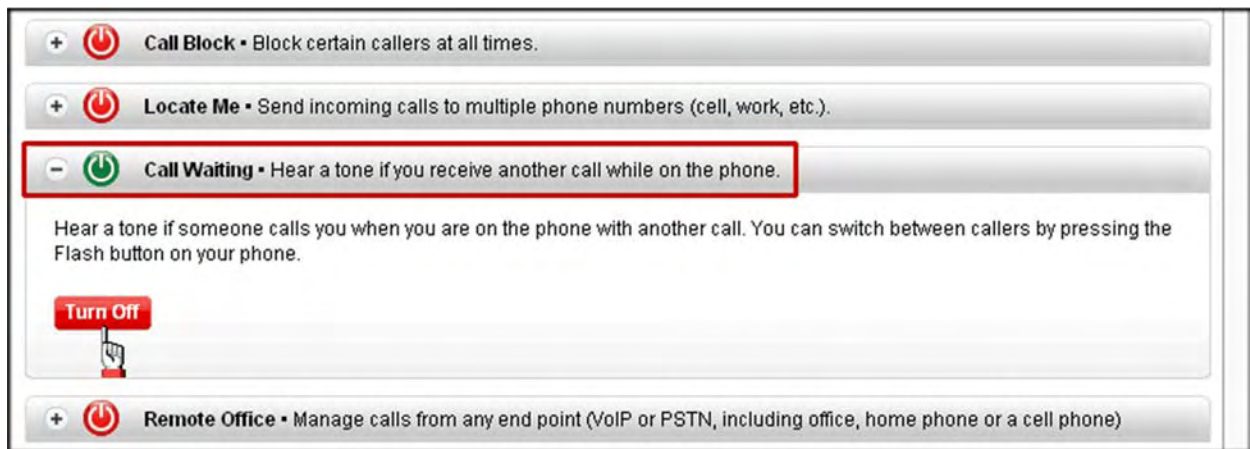 Call Block ▪ Block certain callers at all times.
Locate Me ▪ Send incoming calls to multiple phone numbers (cell, work, etc.).
Call Waiting ▪ Hear a tone if you receive another call while on the phone.
Hear a tone if someone calls you when you are on the phone with another call. You can switch between callers by pressing the
Flash button on your phone.
Turn Off
Remote Office ▪ Manage calls from any end point (VoIP or PSTN, including office, home phone or a cell phone)